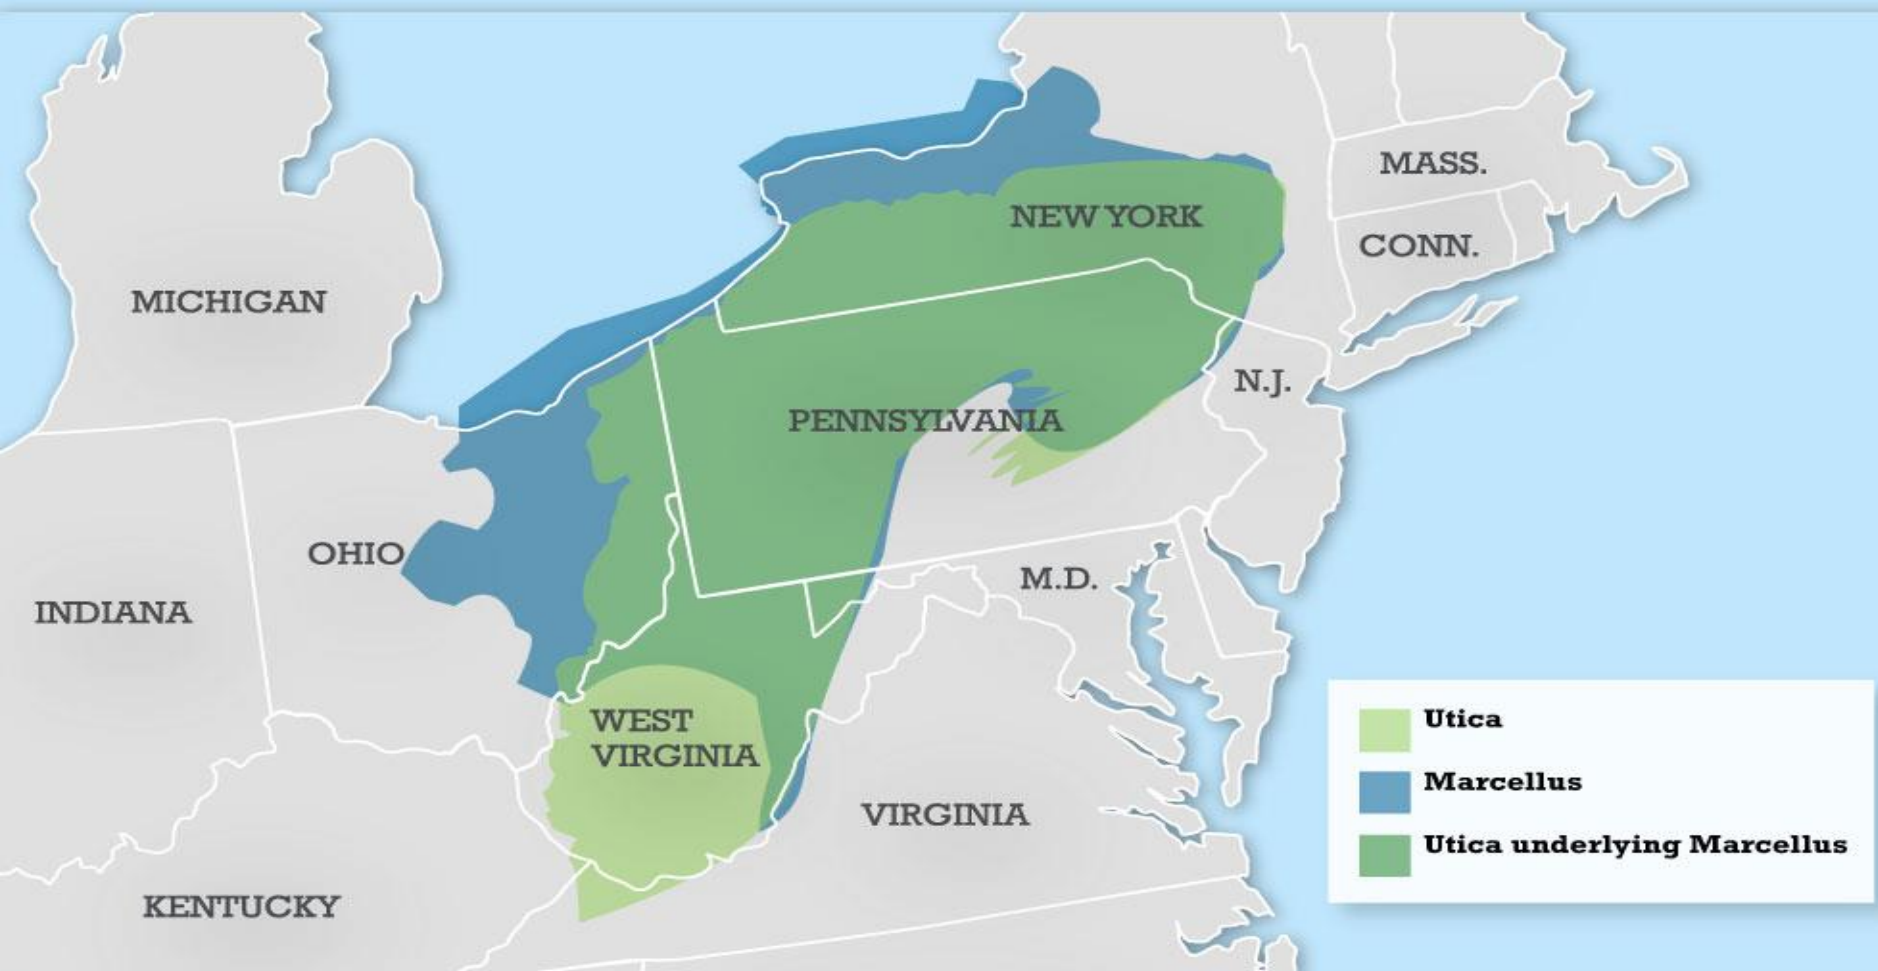 MASS.
NEW YORK
CONN.
MICHIGAN
N.J.
PENNSYLVANIA
OHIO
M.D.
INDIANA
WEST
VIRGINIA
VIRGINIA
KENTUCKY
Utica
Marcellus
Utica underlying Marcellus